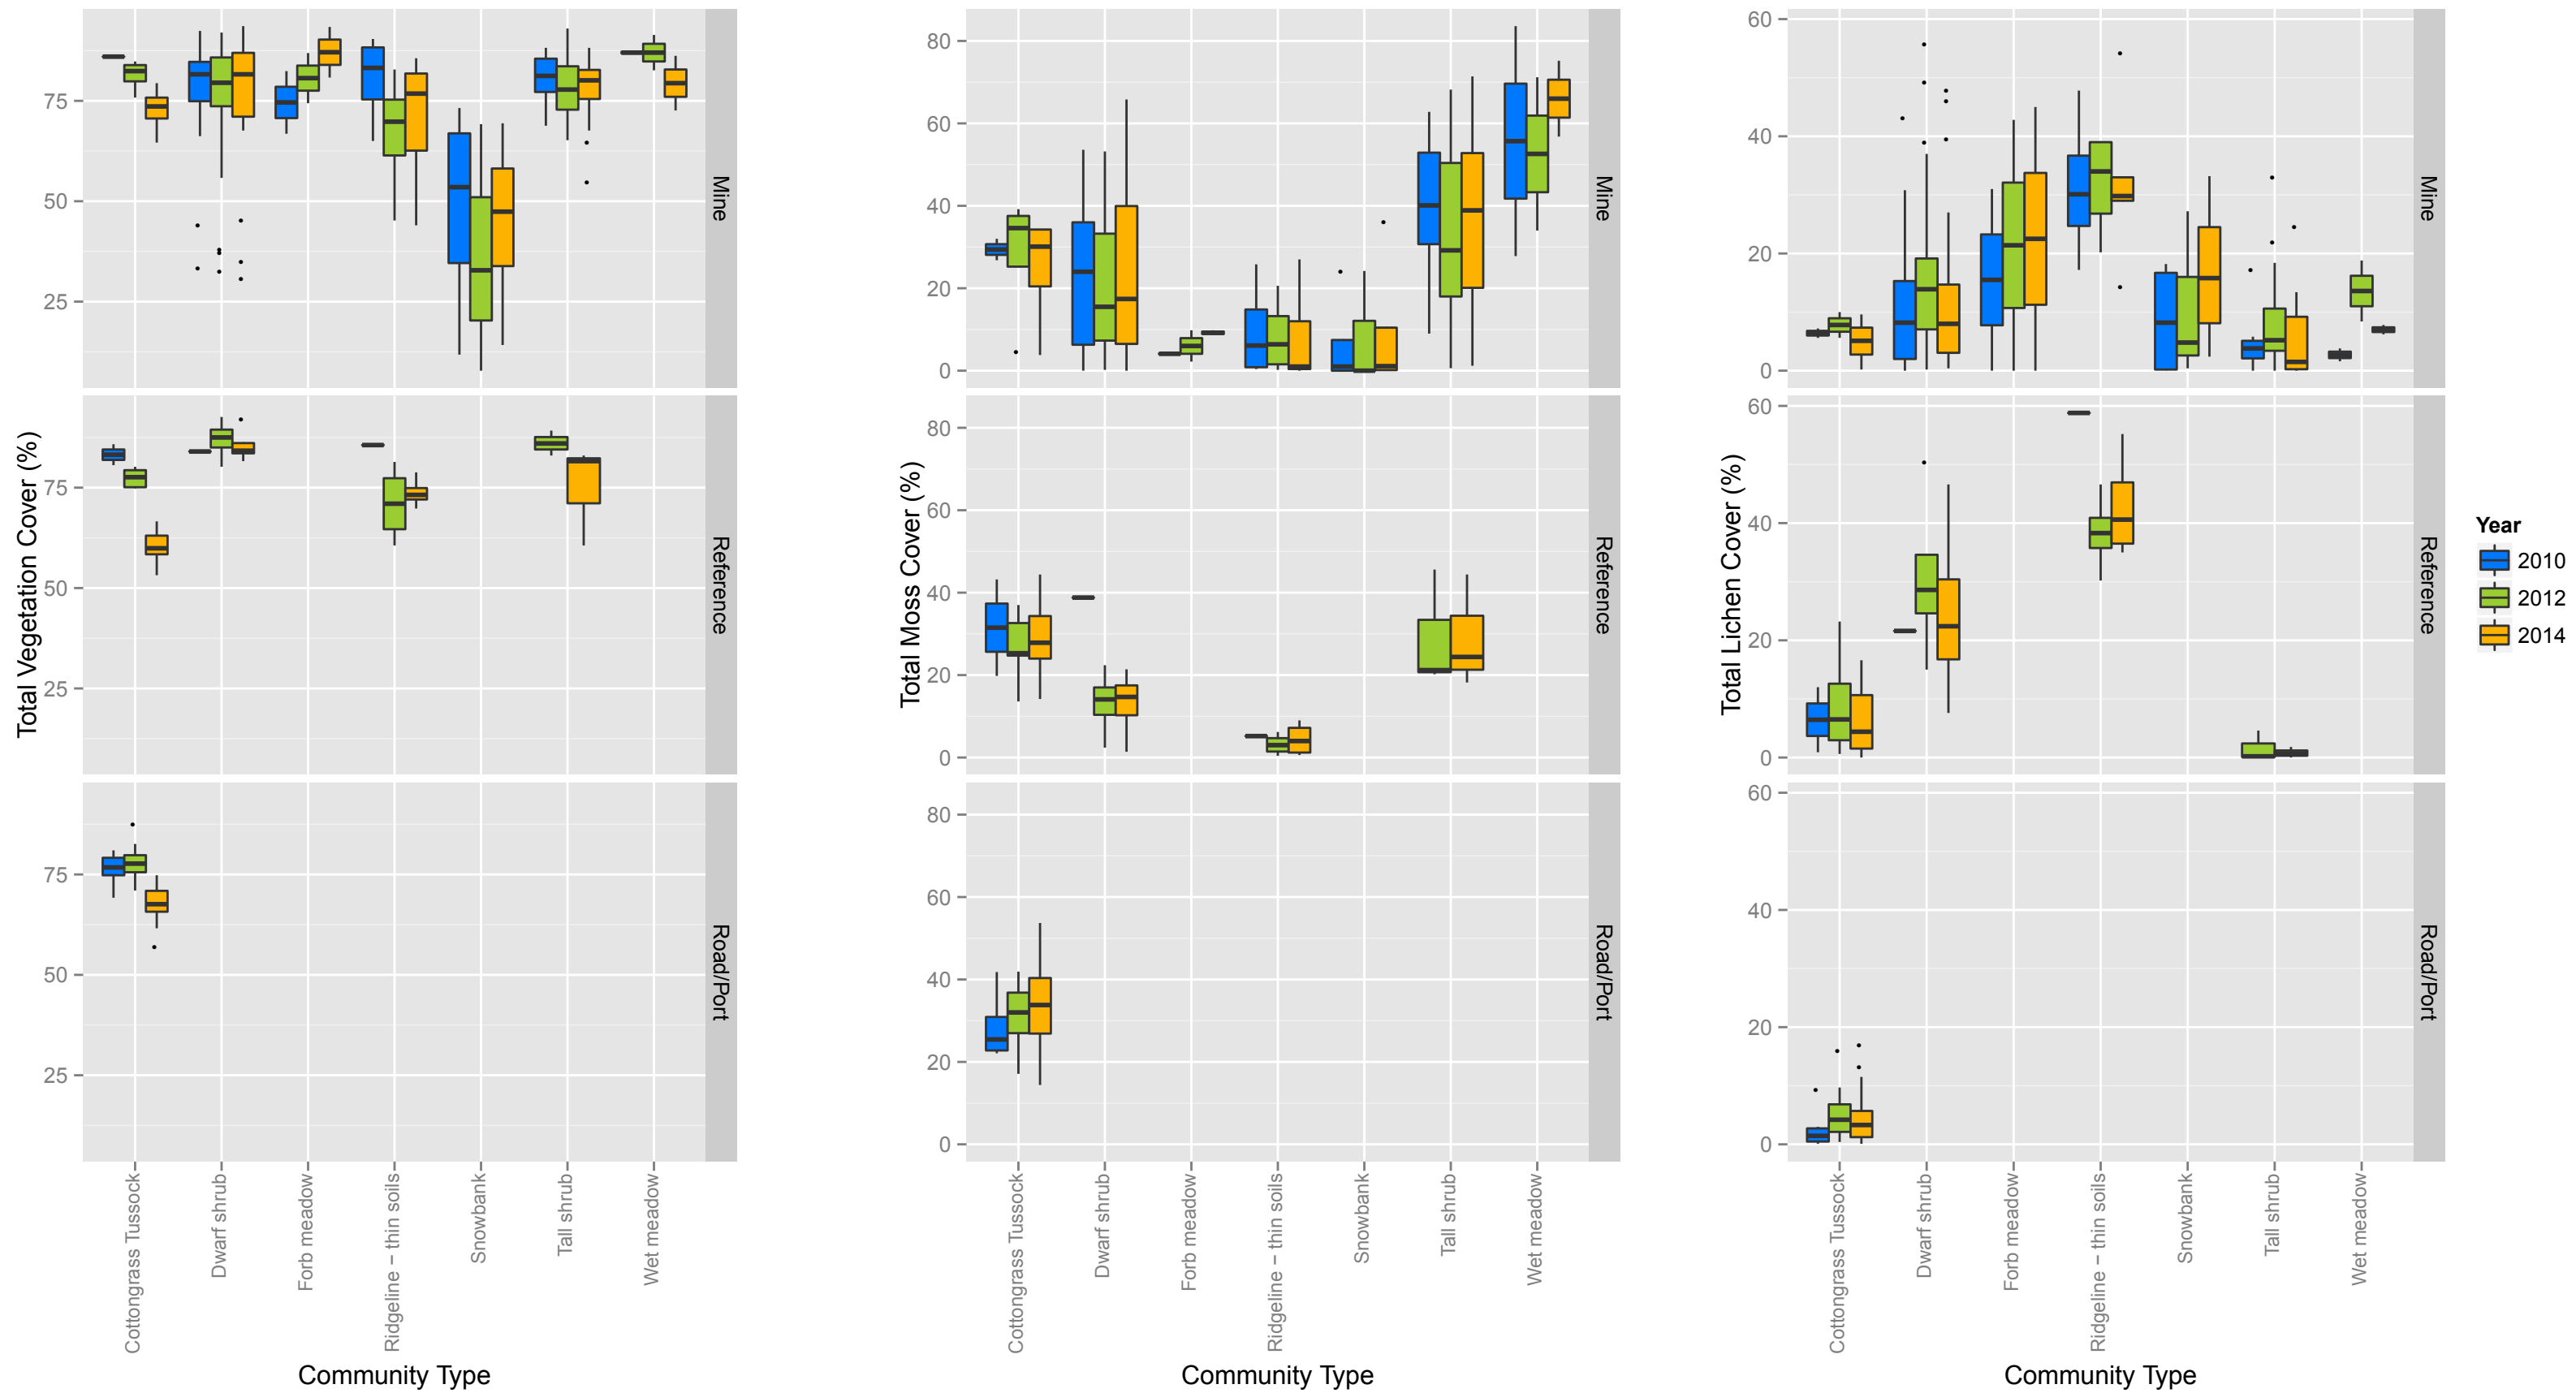 Total Vegetation Cover (%)
75
50
25
Mine
75
50
25
Reference
75
50
25
Road/Port
Cottongrass Tussock
Dwarf shrub
Forb meadow
Ridgeline − thin soils
Snowbank
Tall shrub
Wet meadow
Community Type
Total Moss Cover (%)
80
60
40
20
0
Mine
80
60
40
20
0
Reference
80
60
40
20
0
Road/Port
Cottongrass Tussock
Dwarf shrub
Forb meadow
Ridgeline − thin soils
Snowbank
Tall shrub
Wet meadow
Community Type
Total Lichen Cover (%)
60
40
20
0
Mine
60
40
20
0
Reference
60
40
20
0
Road/Port
Cottongrass Tussock
Dwarf shrub
Forb meadow
Ridgeline − thin soils
Snowbank
Tall shrub
Wet meadow
Community Type
Year
2010
2012
2014